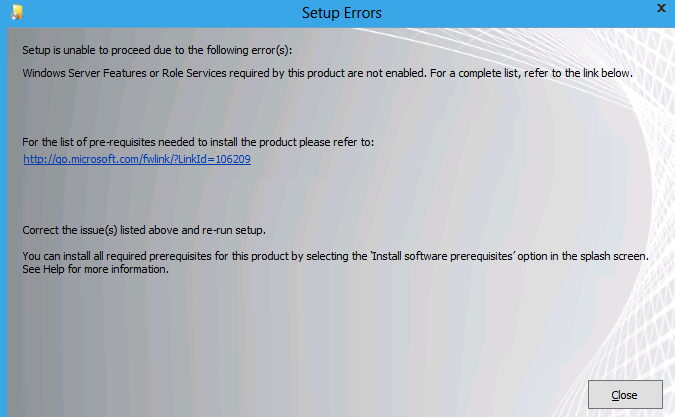 Setup Errors
Setup is unable to proceed due to the following error(s):
Windows Server Features or Role Services required by this product are not enabled. For a complete list, refer to the link below.
For the list of pre-requisites needed to install the product please refer to:
http://go.microsoft.com/fwlink/?LinkId=106209
Correct the issue(s) listed above and re-run setup.
You can install all required prerequisites for this product by selecting the 'Install software prerequisites' option in the splash screen.
See Help for more information.
Close